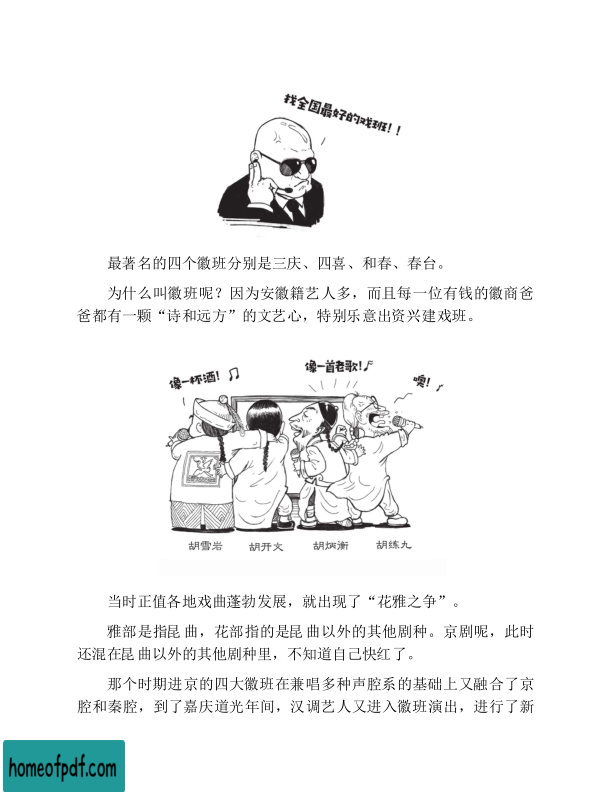 找全国最好的戏班!!
最著名的四个徽班分别是三庆、四喜、和春、春台。
为什么叫徽班呢？因为安徽籍艺人多，而且每一位有钱的徽商爸
爸都有一颗“诗和远方”的文艺心，特别乐意出资兴建戏班。
像一杯酒!
像一首老歌!
噢!
胡雪岩 胡开文 胡炳衡 胡练九
当时正值各地戏曲蓬勃发展，就出现了“花雅之争”。
雅部是指昆曲，花部指的是昆曲以外的其他剧种。京剧呢，此时
还混在昆曲以外的其他剧种里，不知道自己快红了。
那个时期进京的四大徽班在兼唱多种声腔系的基础上又融合了京
腔和秦腔，到了嘉庆道光年间，汉调艺人又进入徽班演出，进行了新
homeofpdf.com